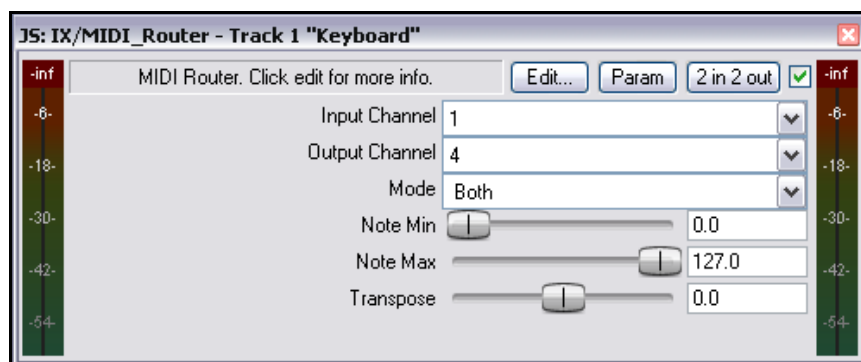 JS: IX/MIDI_Router - Track 1 "Keyboard"
-inf MIDI Router. Click edit for more info. Edit... Param 2 in 2 out -inf
-6- Input Channel 1 -6-
Output Channel 4
-18- Mode Both -18-
-30- Note Min 0.0 -30-
Note Max 127.0
-42- -42-
Transpose 0.0
-54- -54-